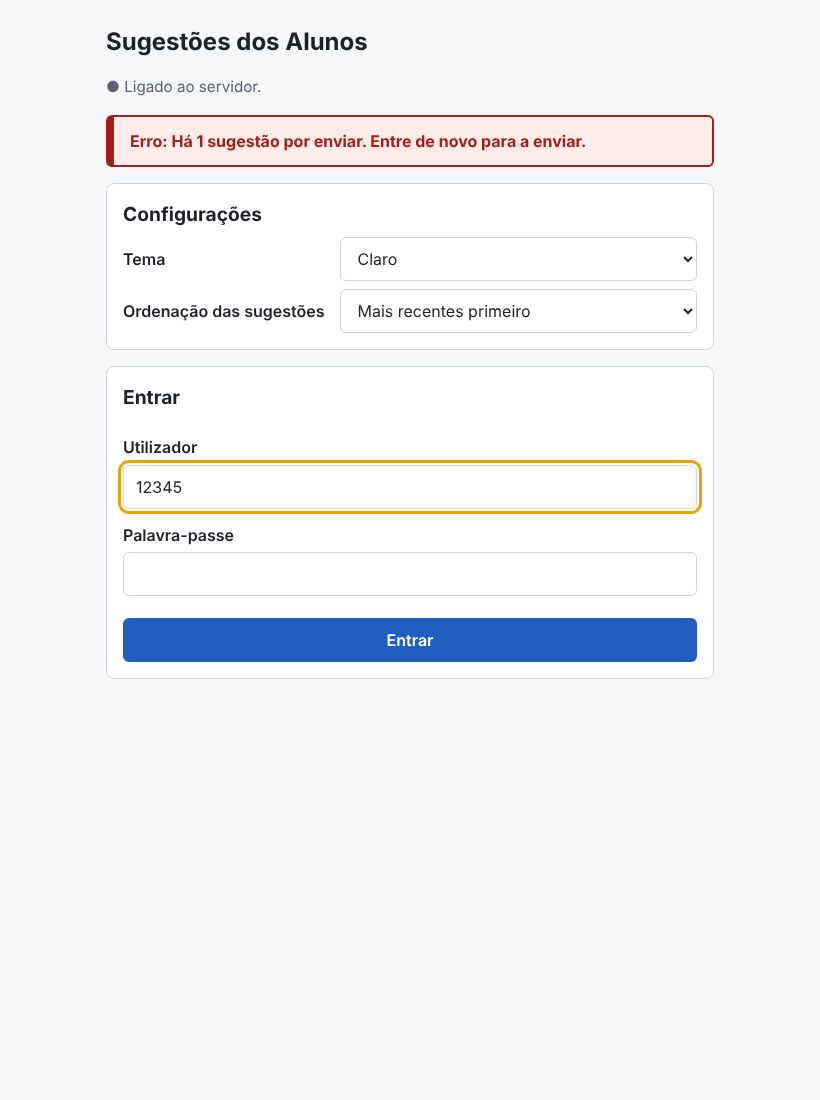 Sugestões dos Alunos
Ligado ao servidor.
Erro: Há 1 sugestão por enviar. Entre de novo para a enviar.
Configurações
Tema
Claro
Ordenação das sugestões
Mais recentes primeiro
Entrar
Utilizador
12345
Palavra-passe
Entrar